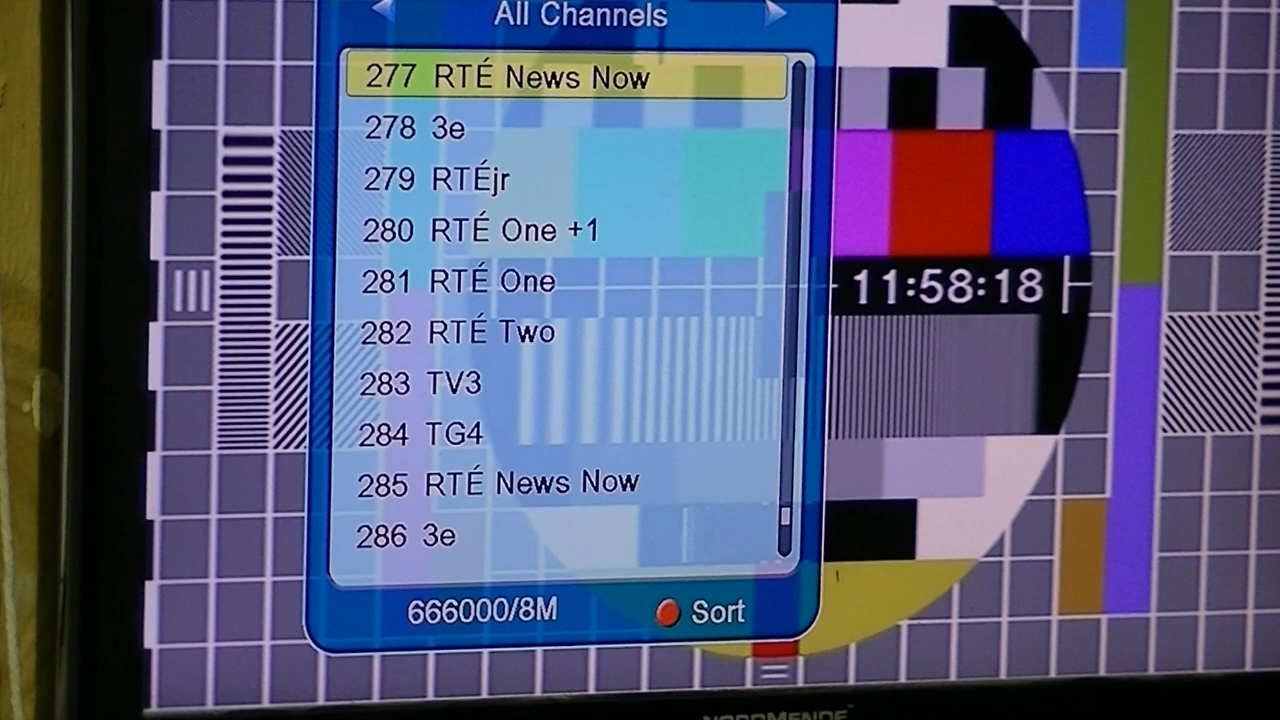 All Channels
277 RTÉ News Now
278 3e
279 RTÉjr
280 RTÉ One +1
281 RTÉ One
282 RTÉ Two
283 TV3
284 TG4
285 RTÉ News Now
286 3e
666000/8M
Sort
11:58:18
NORDMENDE